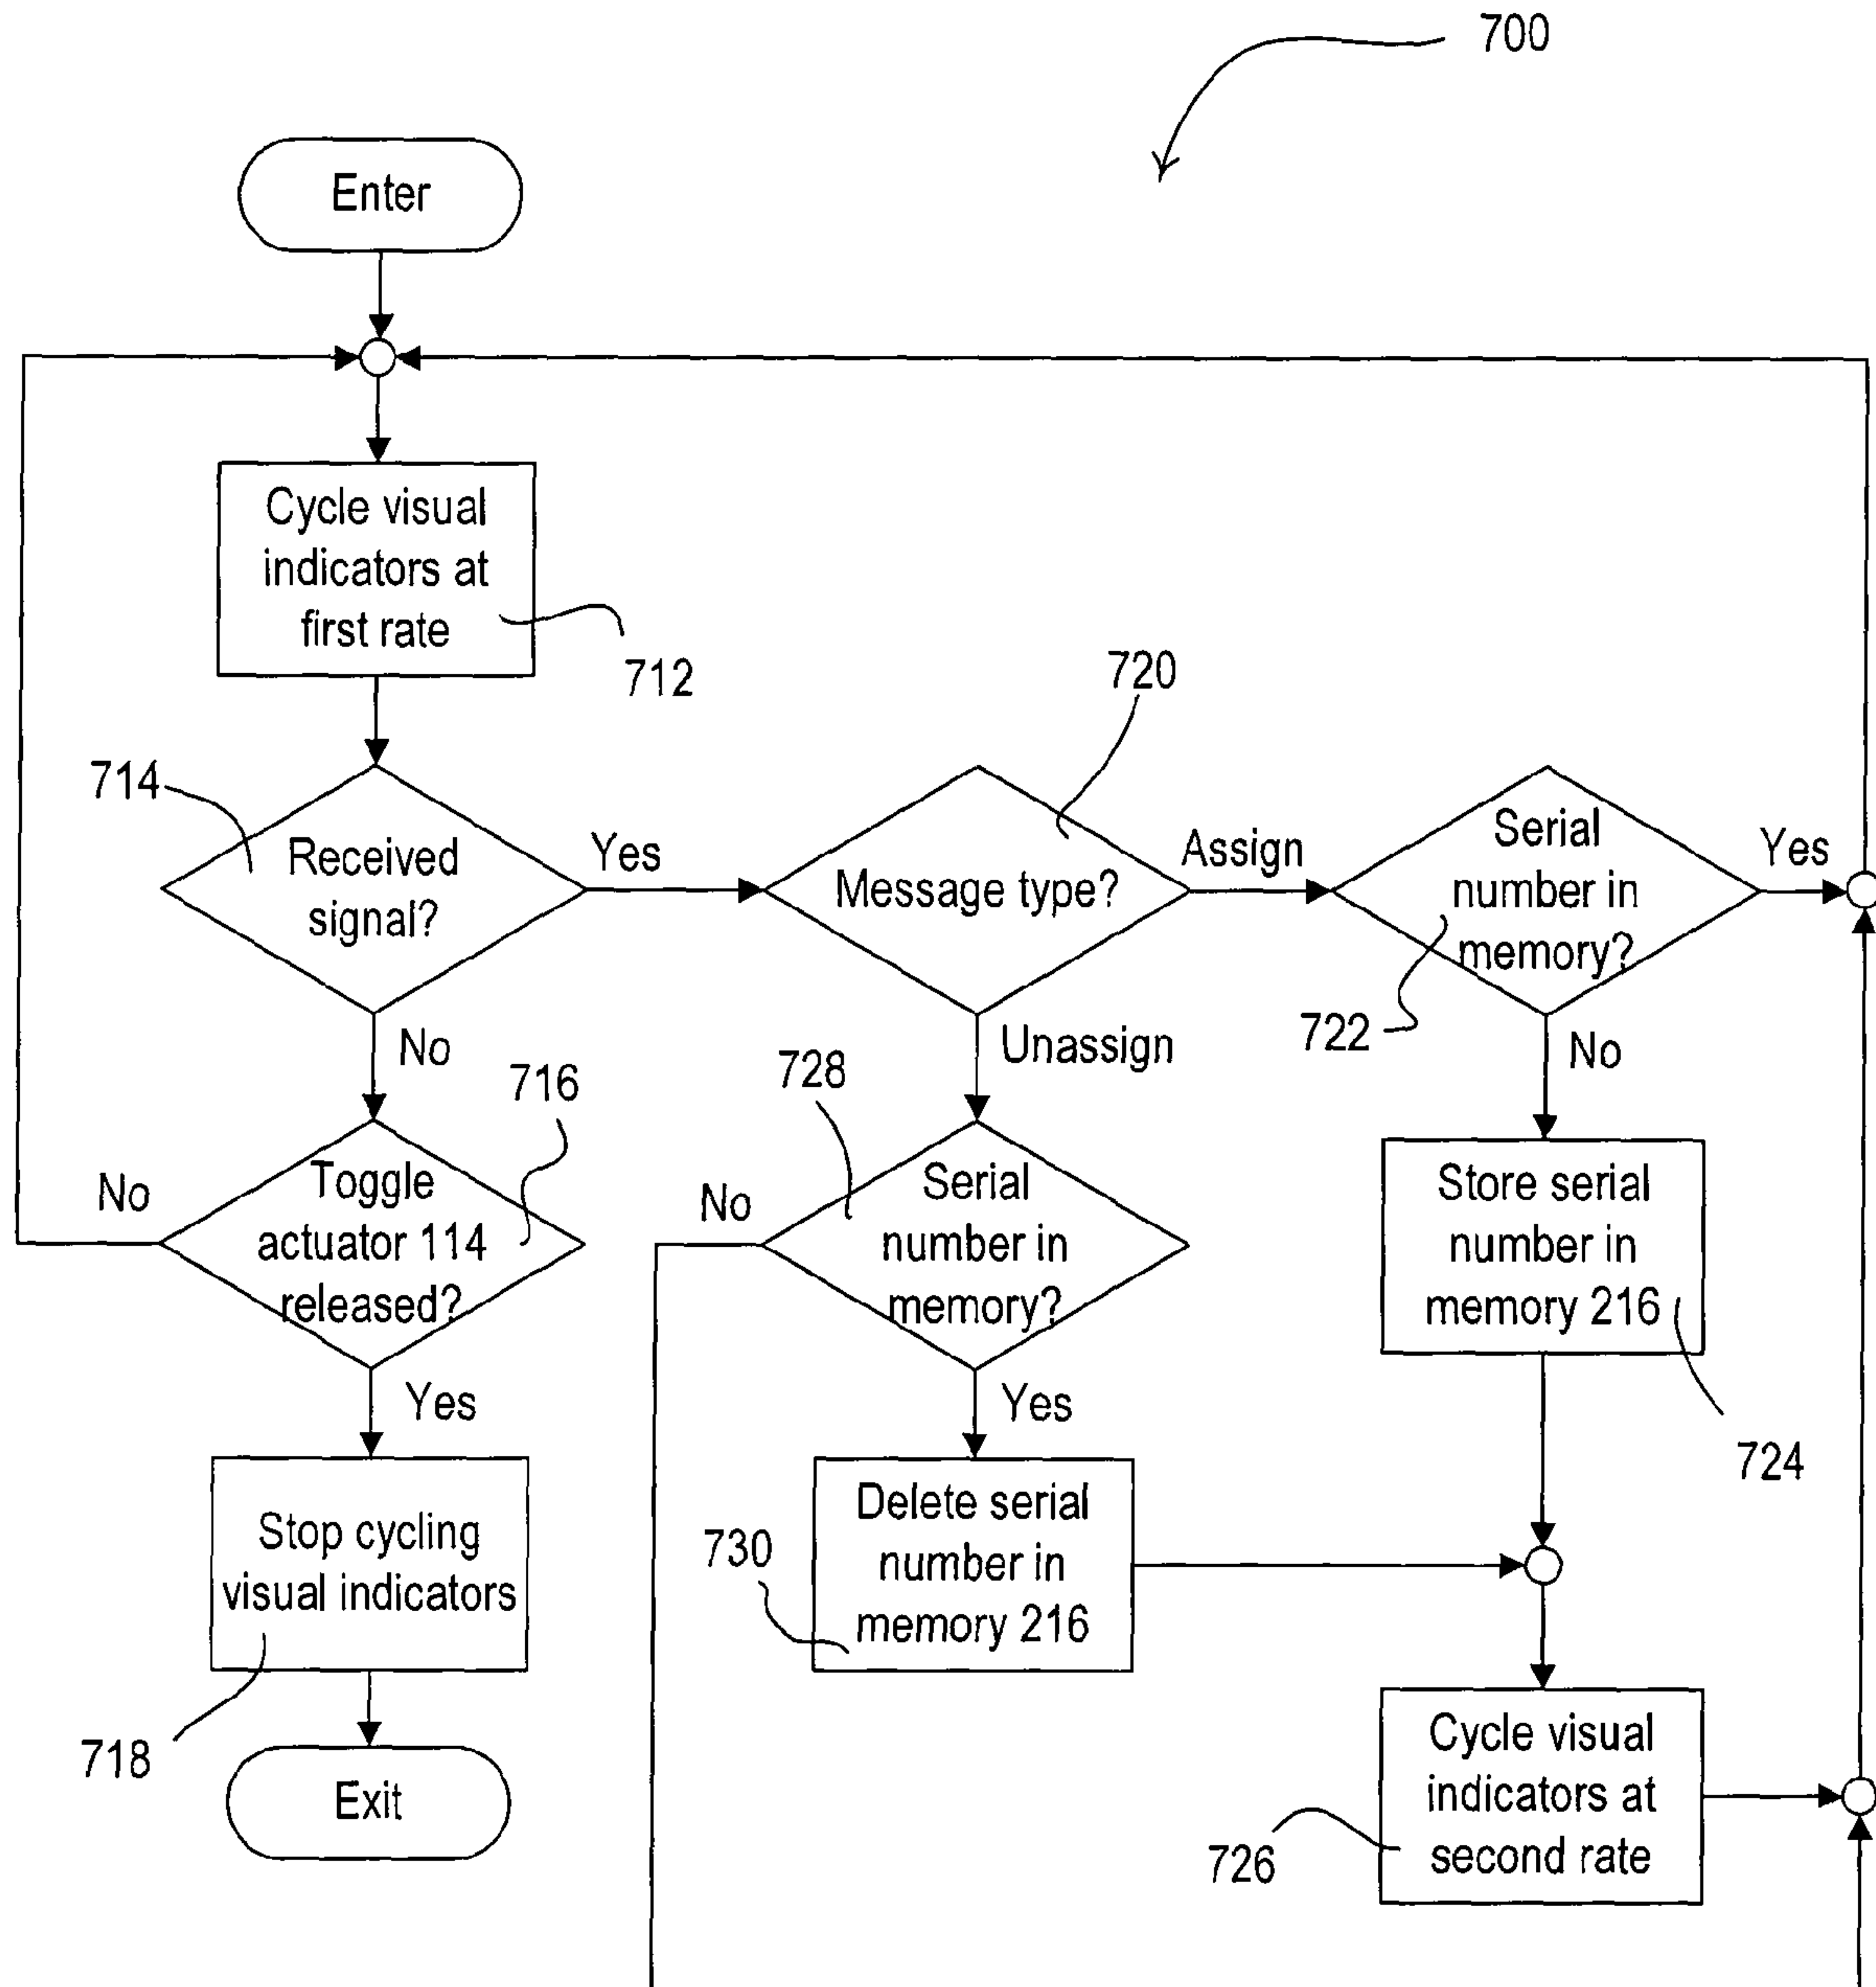 700
Enter
Cycle visual
indicators at
first rate
712
720
714
Received
signal?
Yes
Message type?
Assign
Serial
number in
memory?
Yes
722
No
Unassign
No
716
728
No
Toggle
actuator 114
released?
No
Serial
number in
memory?
Store serial
number in
memory 216
Yes
Yes
724
Stop cycling
visual indicators
730
Delete serial
number in
memory 216
718
Exit
Cycle visual
indicators at
second rate
726